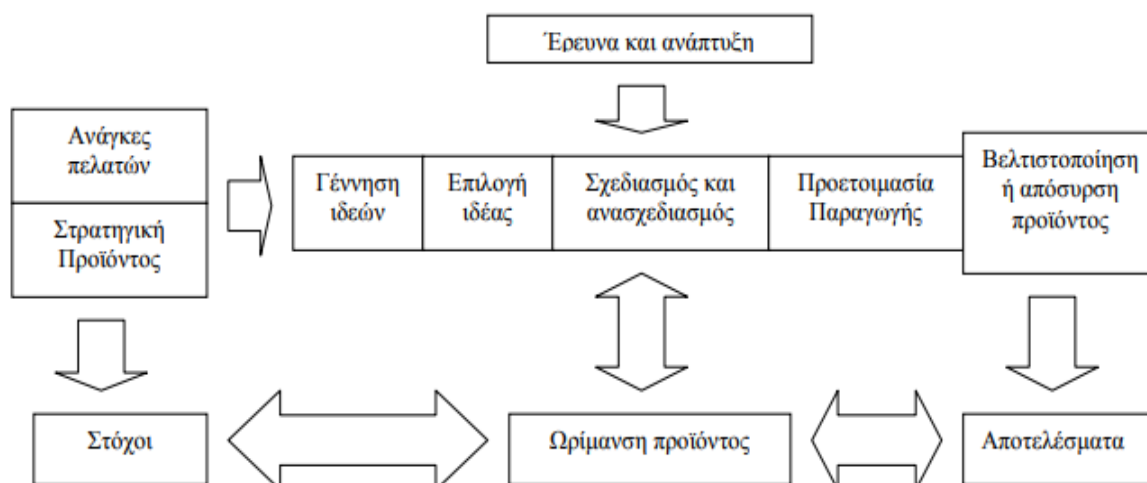 Έρευνα και ανάπτυξη
Ανάγκες
πελατών
Στρατηγική
Προϊόντος
Γέννηση
ιδεών
Επιλογή
ιδέας
Σχεδιασμός και
ανασχεδιασμός
Προετοιμασία
Παραγωγής
Βελτιστοποίηση
ή απόσυρση
προϊόντος
Στόχοι
Ωρίμανση προϊόντος
Αποτελέσματα